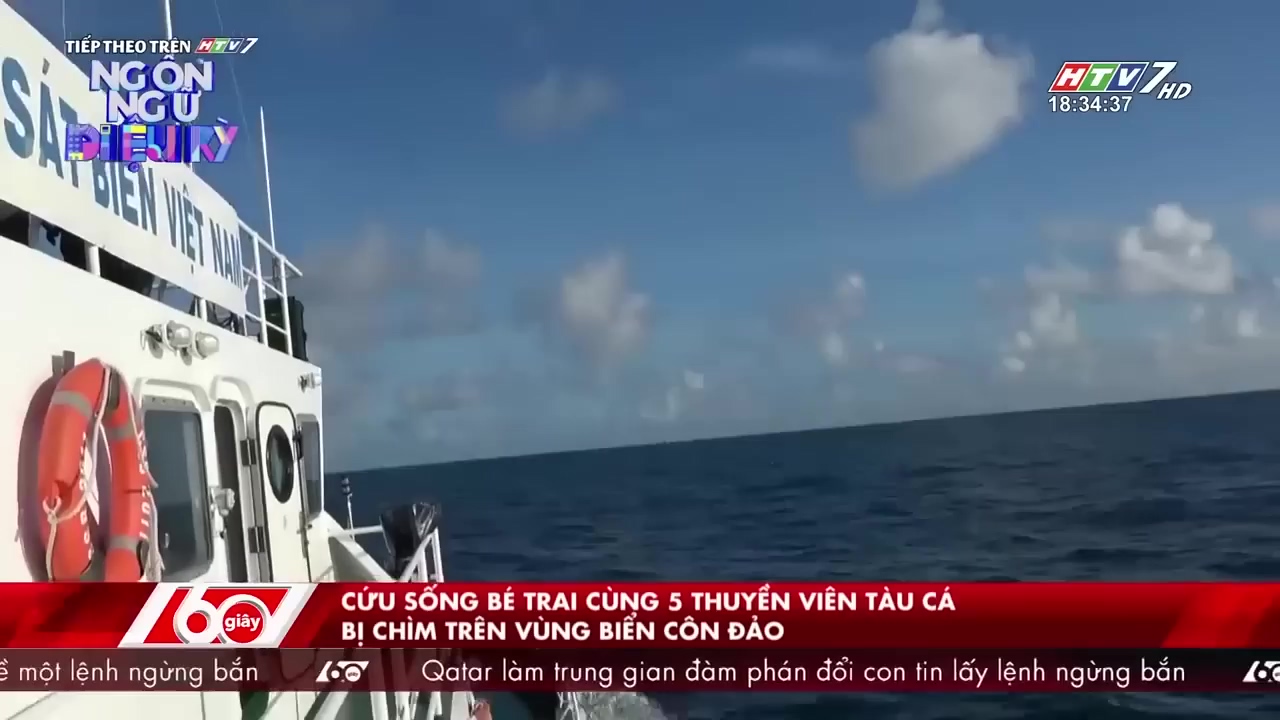 TIẾP THEO TRÊN HTV7
NGÔN
NGỮ
DIỆU KỲ
HTV7 HD
18:34:37
SÁT BIỂN VIỆT NAM
60 giây
CỨU SỐNG BÉ TRAI CÙNG 5 THUYỀN VIÊN TÀU CÁ
BỊ CHÌM TRÊN VÙNG BIỂN CÔN ĐẢO
ề một lệnh ngừng bắn 60 giây Qatar làm trung gian đàm phán đổi con tin lấy lệnh ngừng bắn